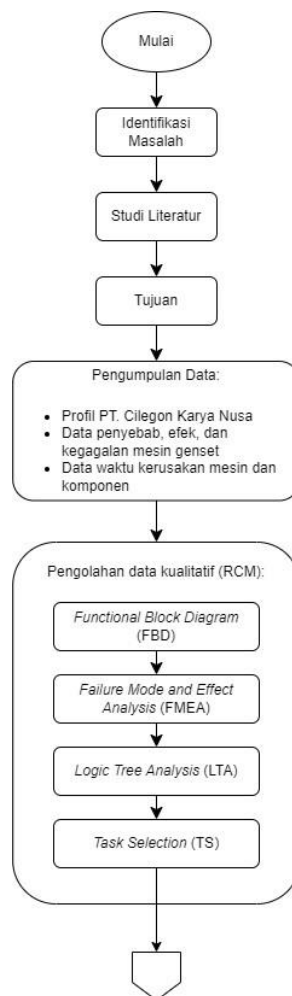 Mulai
Identifikasi
Masalah
Studi Literatur
Tujuan
Pengumpulan Data:
• Profil PT. Cilegon Karya Nusa
• Data penyebab, efek, dan
kegagalan mesin genset
• Data waktu kerusakan mesin dan
komponen
Pengolahan data kualitatif (RCM):
Functional Block Diagram
(FBD)
Failure Mode and Effect
Analysis (FMEA)
Logic Tree Analysis (LTA)
Task Selection (TS)